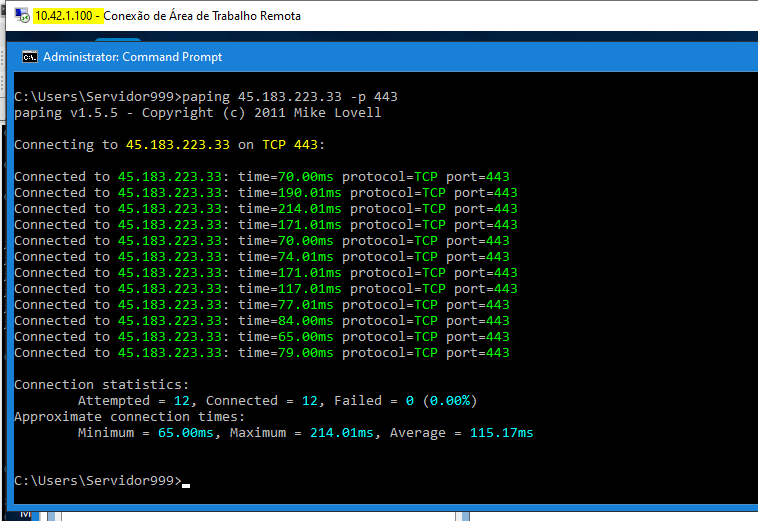 10.42.1.100 - Conexão de Área de Trabalho Remota
Administrator: Command Prompt
C:\Users\Servidor999>paping 45.183.223.33 -p 443
paping v1.5.5 - Copyright (c) 2011 Mike Lovell
Connecting to 45.183.223.33 on TCP 443:
Connected to 45.183.223.33: time=70.00ms protocol=TCP port=443
Connected to 45.183.223.33: time=190.01ms protocol=TCP port=443
Connected to 45.183.223.33: time=214.01ms protocol=TCP port=443
Connected to 45.183.223.33: time=171.01ms protocol=TCP port=443
Connected to 45.183.223.33: time=70.00ms protocol=TCP port=443
Connected to 45.183.223.33: time=74.01ms protocol=TCP port=443
Connected to 45.183.223.33: time=171.01ms protocol=TCP port=443
Connected to 45.183.223.33: time=117.01ms protocol=TCP port=443
Connected to 45.183.223.33: time=77.01ms protocol=TCP port=443
Connected to 45.183.223.33: time=84.00ms protocol=TCP port=443
Connected to 45.183.223.33: time=65.00ms protocol=TCP port=443
Connected to 45.183.223.33: time=79.00ms protocol=TCP port=443
Connection statistics:
Attempted = 12, Connected = 12, Failed = 0 (0.00%)
Approximate connection times:
Minimum = 65.00ms, Maximum = 214.01ms, Average = 115.17ms
C:\Users\Servidor999>